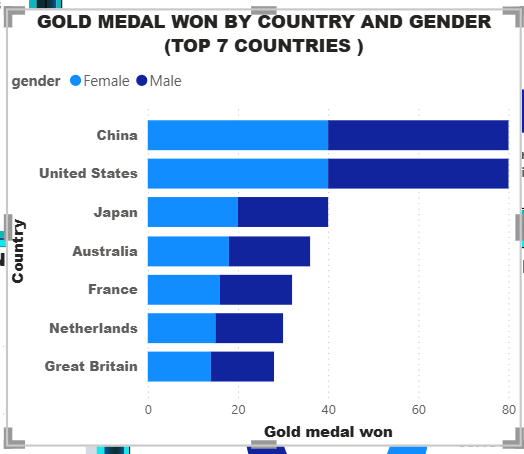 GOLD MEDAL WON BY COUNTRY AND GENDER
(TOP 7 COUNTRIES )
gender Female Male
Country
China
United States
Japan
Australia
France
Netherlands
Great Britain
0 20 40 60 80
Gold medal won